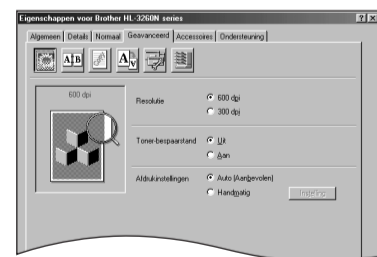 Eigenschappen voor Brother HL-3260N series
Algemeen Details Normaal Geavanceerd Accessoires Ondersteuning
600 dpi
Resolutie
600 dpi
300 dpi
Toner-bespaarstand
Uit
Aan
Afdrukinstellingen
Auto (Aanbevolen)
Handmatig
Instelling